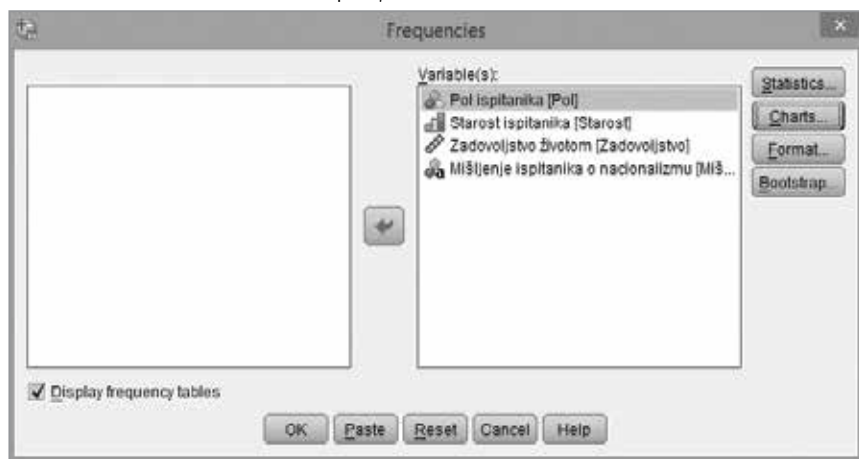 Frequencies
Variable(s):
Pol ispitanika [Pol]
Starost ispitanika [Starost]
Zadovoljstvo životom [Zadovoljstvo]
Mišljenje ispitanika o nacionalizmu [Miš...
Statistics...
Charts...
Format...
Bootstrap...
Display frequency tables
OK Paste Reset Cancel Help